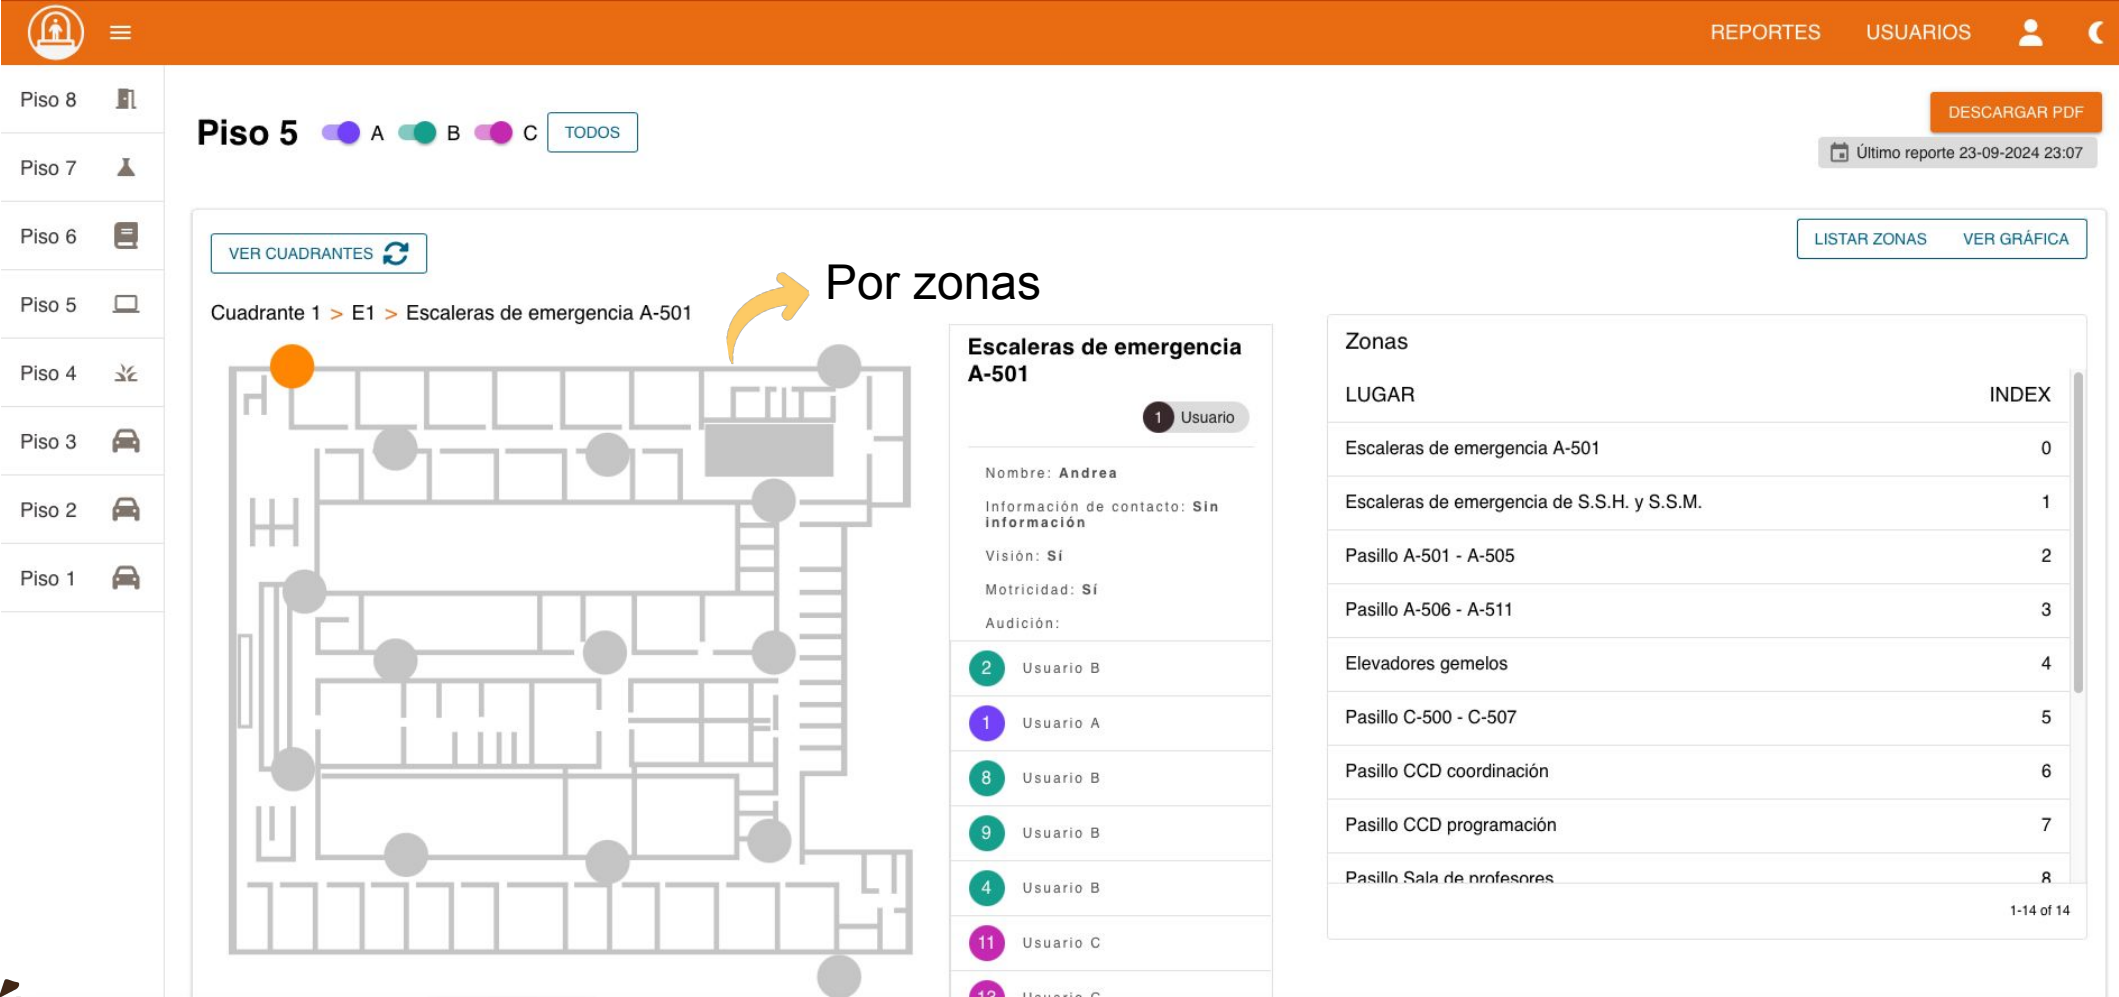 REPORTES USUARIOS
Piso 8
Piso 7
Piso 6
Piso 5
Piso 4
Piso 3
Piso 2
Piso 1
Piso 5 A B C TODOS
DESCARGAR PDF
Último reporte 23-09-2024 23:07
VER CUADRANTES
LISTAR ZONAS VER GRÁFICA
Por zonas
Cuadrante 1 > E1 > Escaleras de emergencia A-501
Escaleras de emergencia
A-501
1 Usuario
Nombre: Andrea
Información de contacto: Sin
información
Visión: Sí
Motricidad: Sí
Audición:
2 Usuario B
1 Usuario A
8 Usuario B
9 Usuario B
4 Usuario B
11 Usuario C
Zonas
LUGAR INDEX
Escaleras de emergencia A-501 0
Escaleras de emergencia de S.S.H. y S.S.M. 1
Pasillo A-501 - A-505 2
Pasillo A-506 - A-511 3
Elevadores gemelos 4
Pasillo C-500 - C-507 5
Pasillo CCD coordinación 6
Pasillo CCD programación 7
Pasillo Sala de profesores 8
1-14 of 14